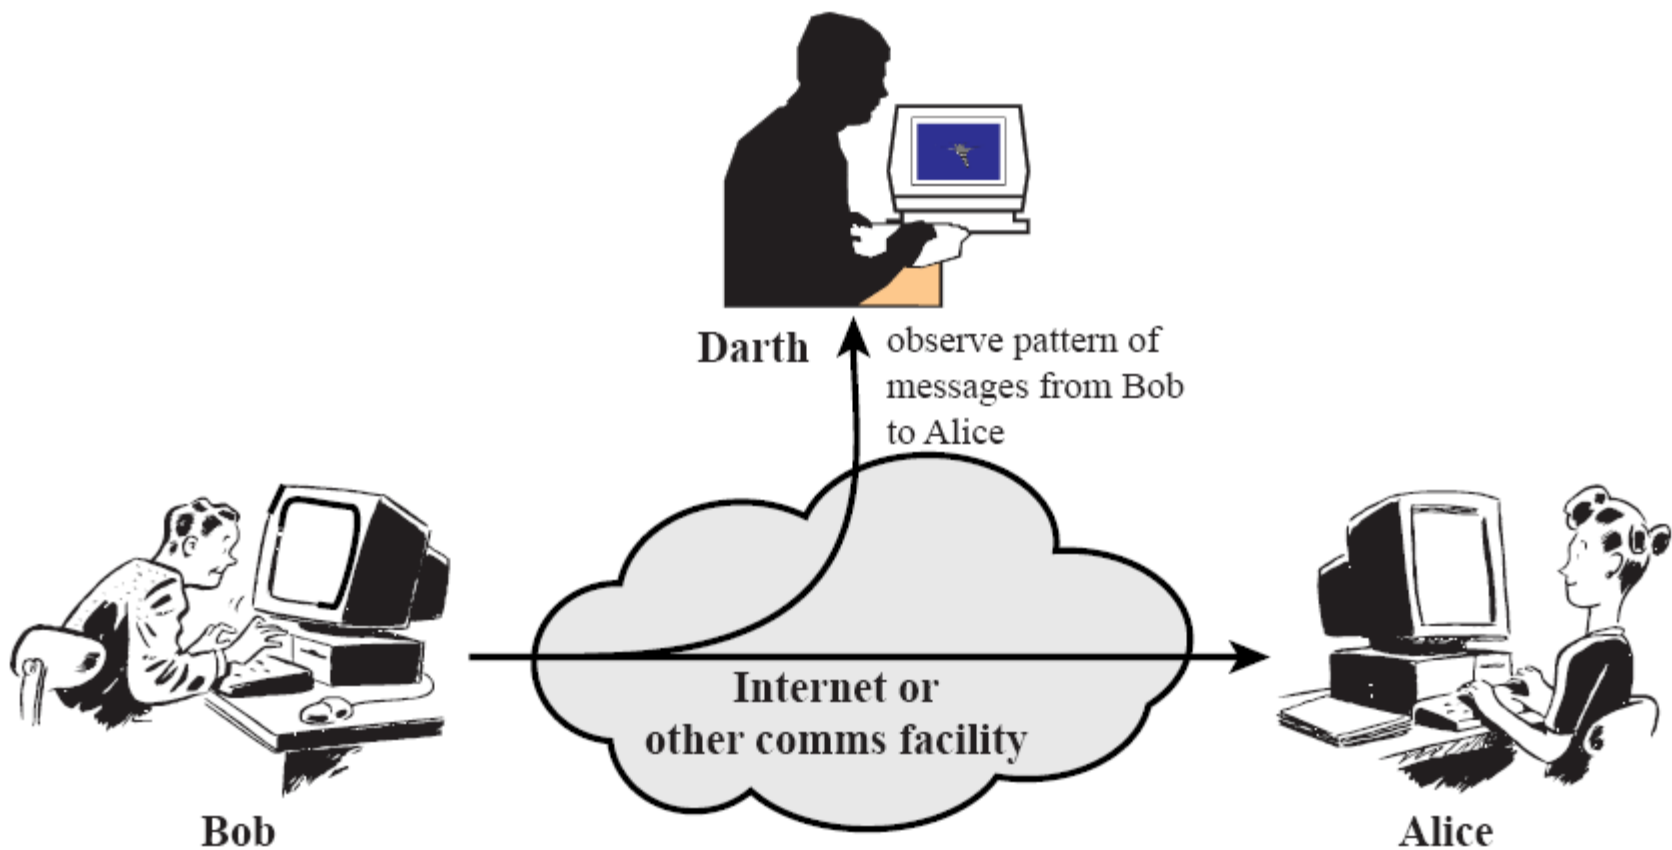 Darth
observe pattern of
messages from Bob
to Alice
Internet or
other comms facility
Bob
Alice